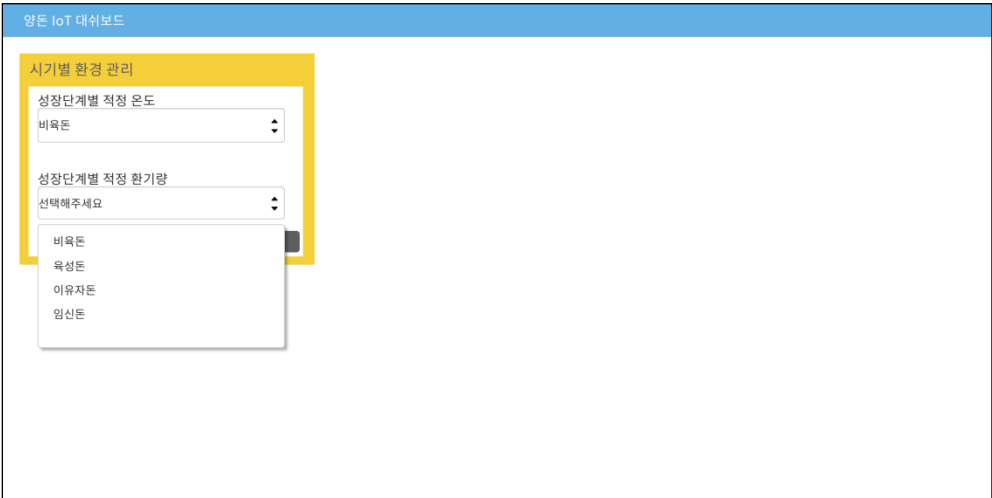 양돈 IoT 대쉬보드
시기별 환경 관리
성장단계별 적정 온도
비육돈
성장단계별 적정 환기량
선택해주세요
비육돈
육성돈
이유자돈
임신돈